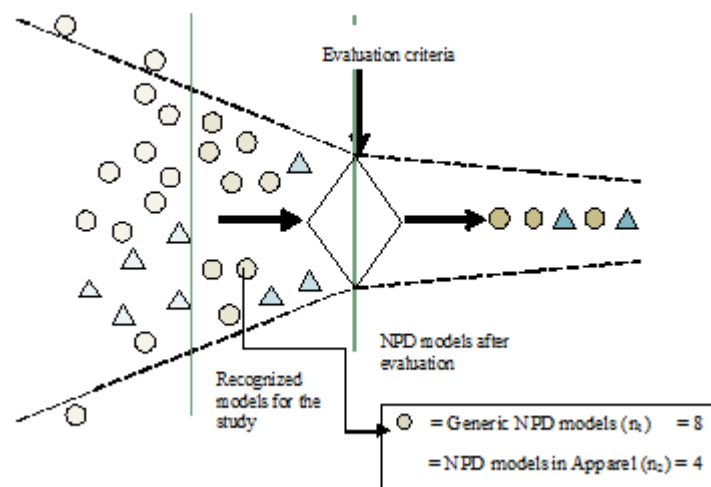 Evaluation criteria
NPD models after
evaluation
Recognized
models for the
study
= Generic NPD models (n₁) = 8
= NPD models in Apparel (n₂) = 4